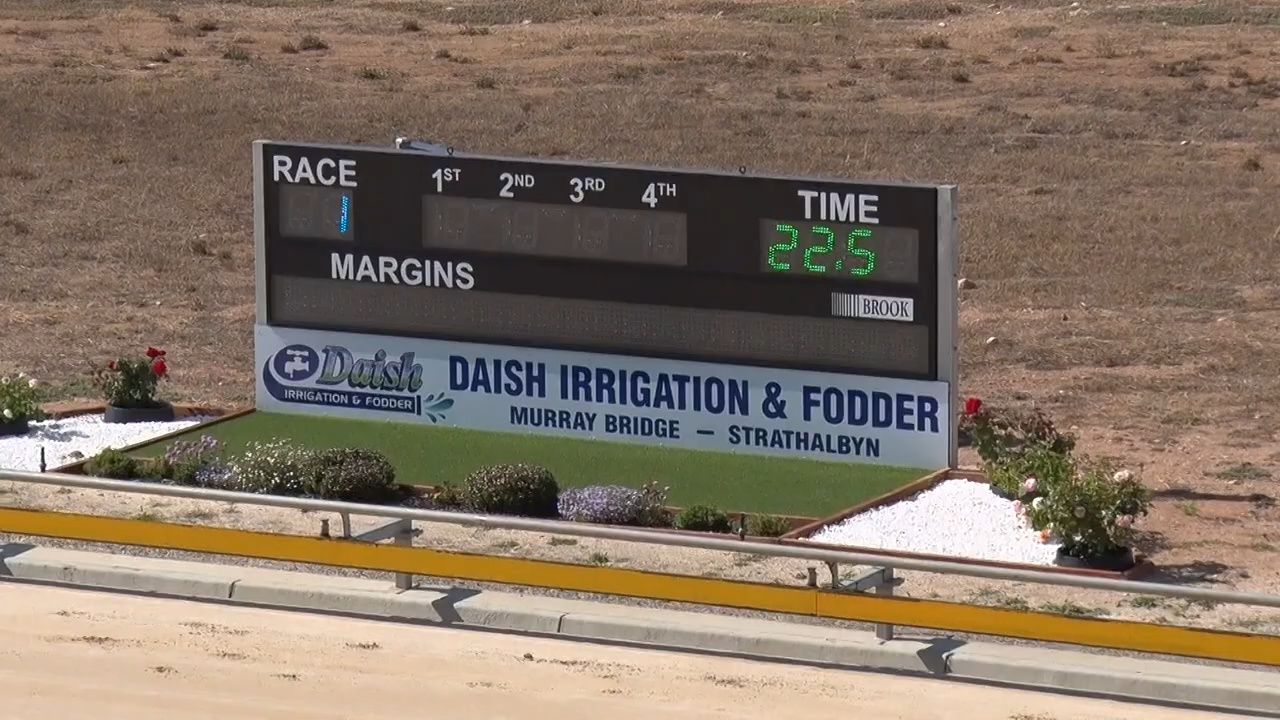 RACE 1ST 2ND 3RD 4TH TIME
1 22.5
MARGINS
BROOK
Daish
IRRIGATION & FODDER
DAISH IRRIGATION & FODDER
MURRAY BRIDGE — STRATHALBYN